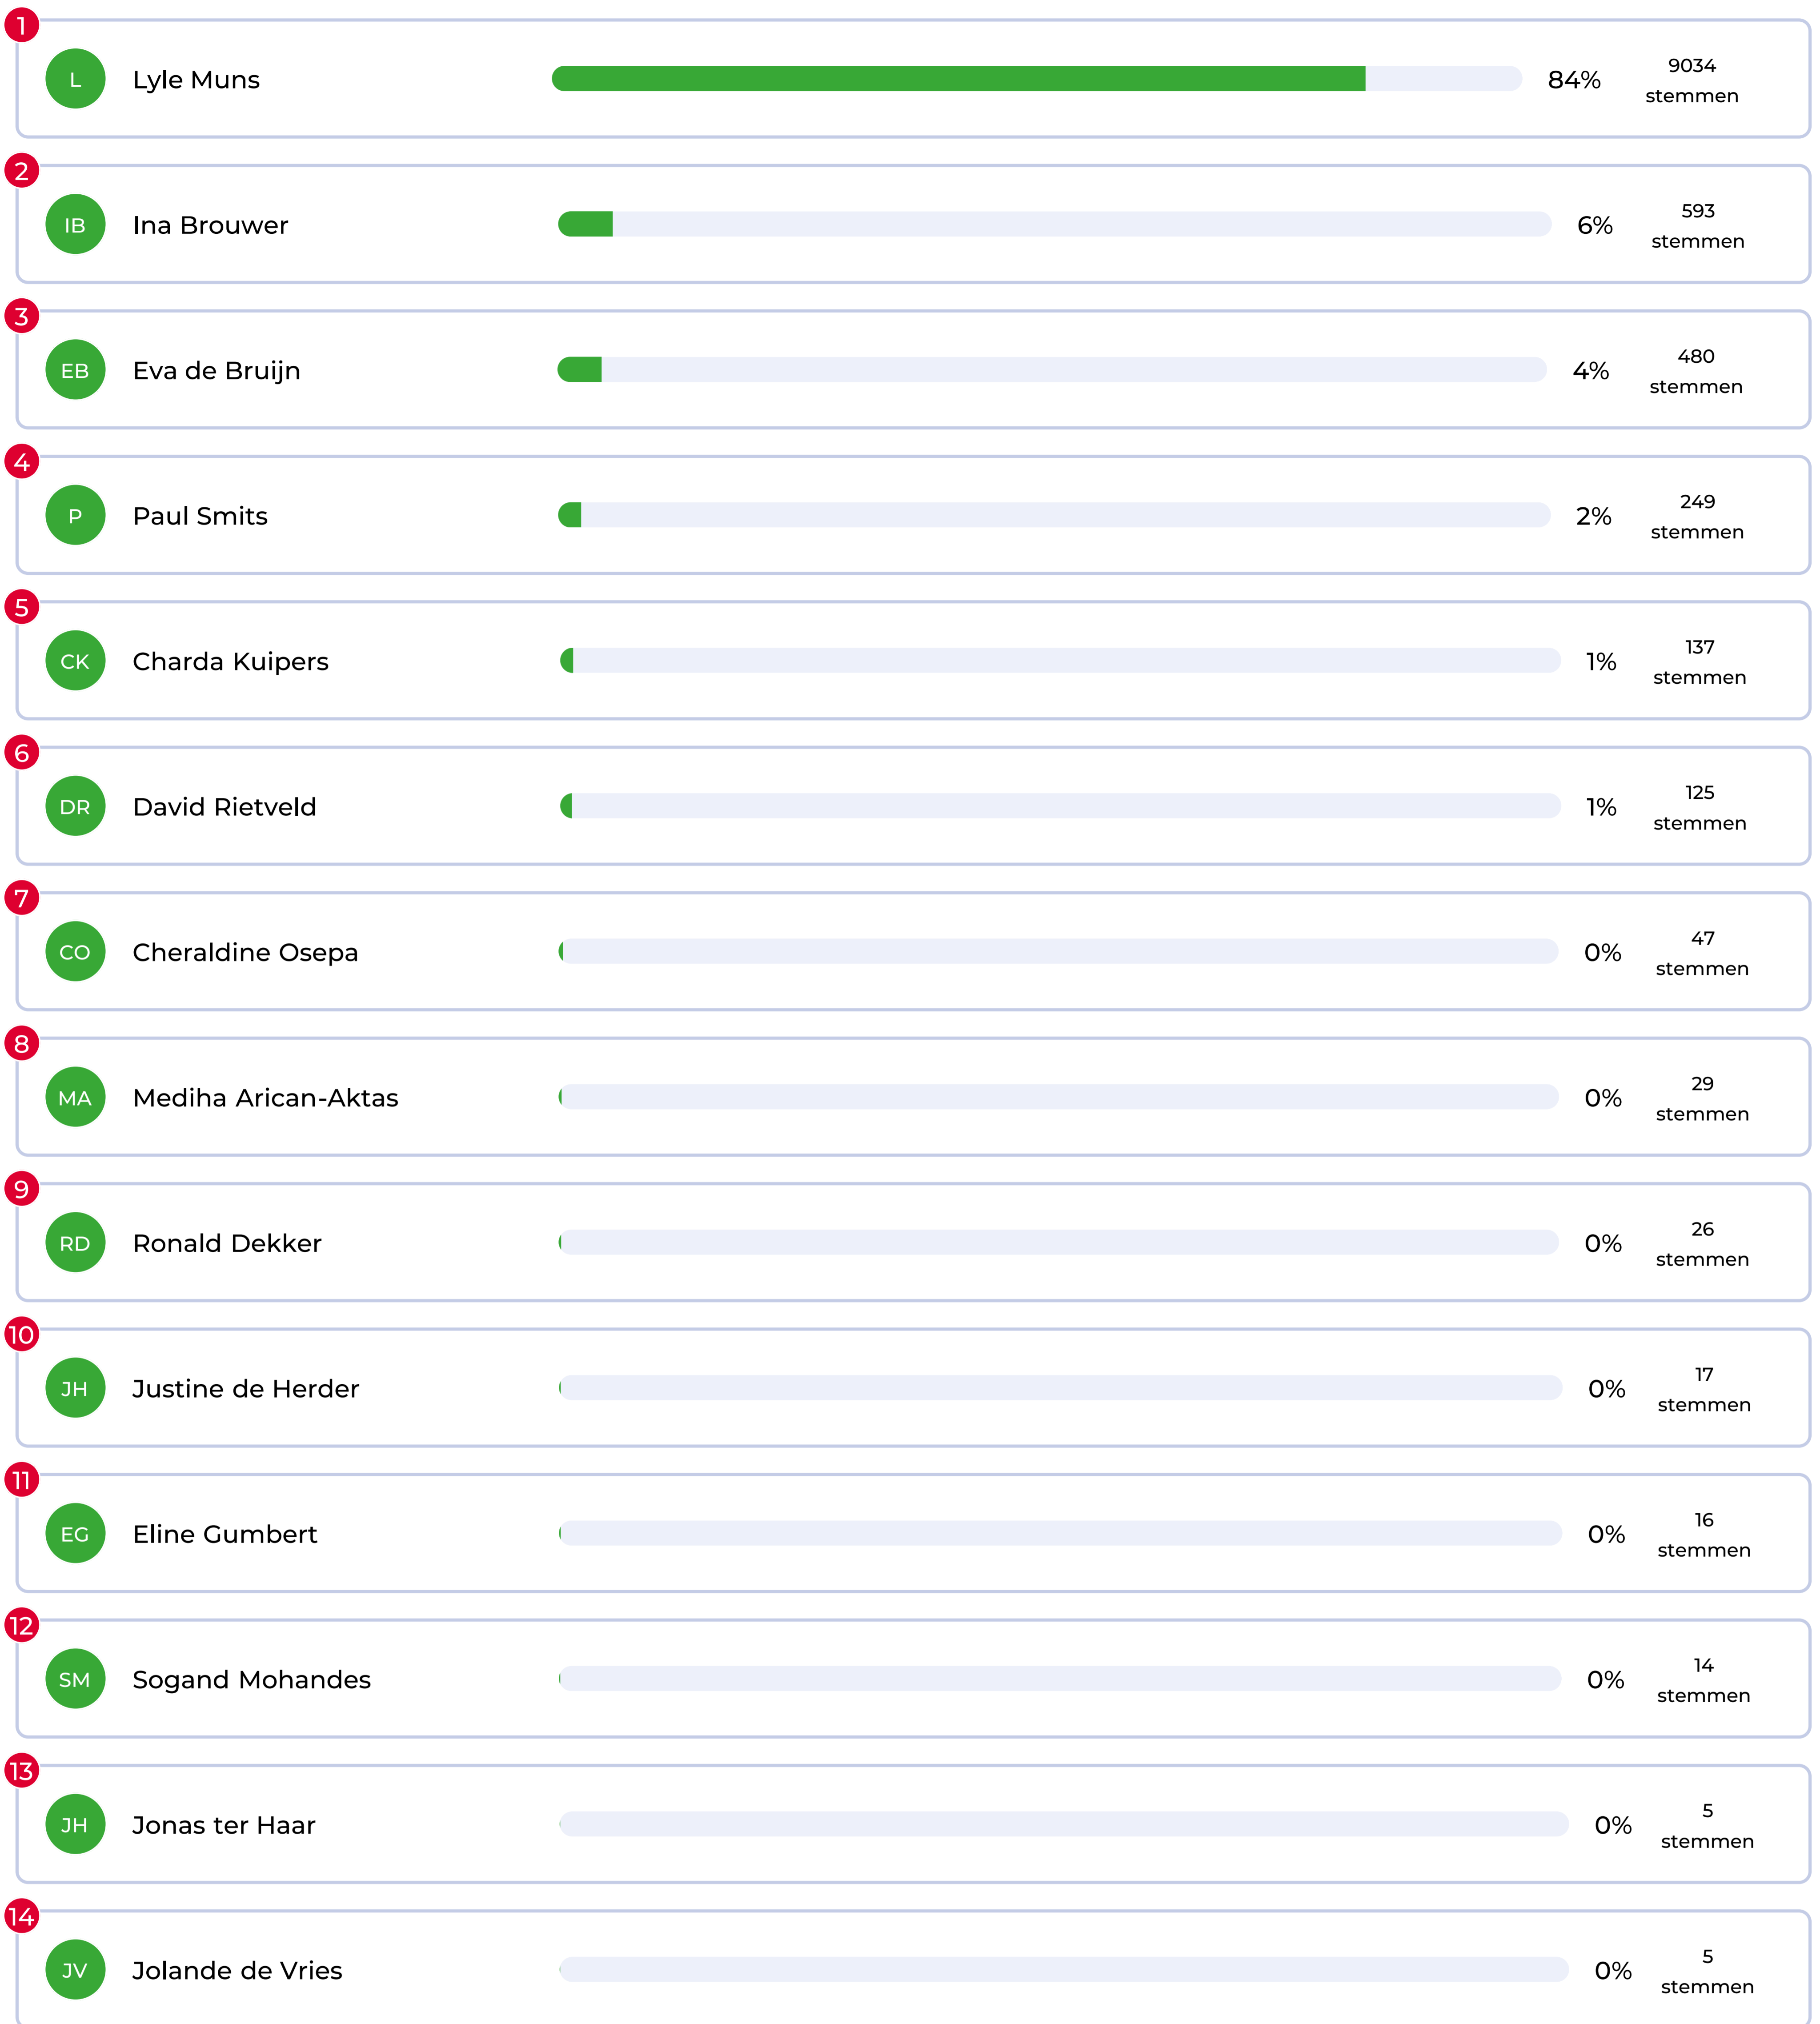 1
L Lyle Muns 84% 9034 stemmen
2
IB Ina Brouwer 6% 593 stemmen
3
EB Eva de Bruijn 4% 480 stemmen
4
P Paul Smits 2% 249 stemmen
5
CK Charda Kuipers 1% 137 stemmen
6
DR David Rietveld 1% 125 stemmen
7
CO Cheraldine Osepa 0% 47 stemmen
8
MA Mediha Arican-Aktas 0% 29 stemmen
9
RD Ronald Dekker 0% 26 stemmen
10
JH Justine de Herder 0% 17 stemmen
11
EG Eline Gumbert 0% 16 stemmen
12
SM Sogand Mohandes 0% 14 stemmen
13
JH Jonas ter Haar 0% 5 stemmen
14
JV Jolande de Vries 0% 5 stemmen